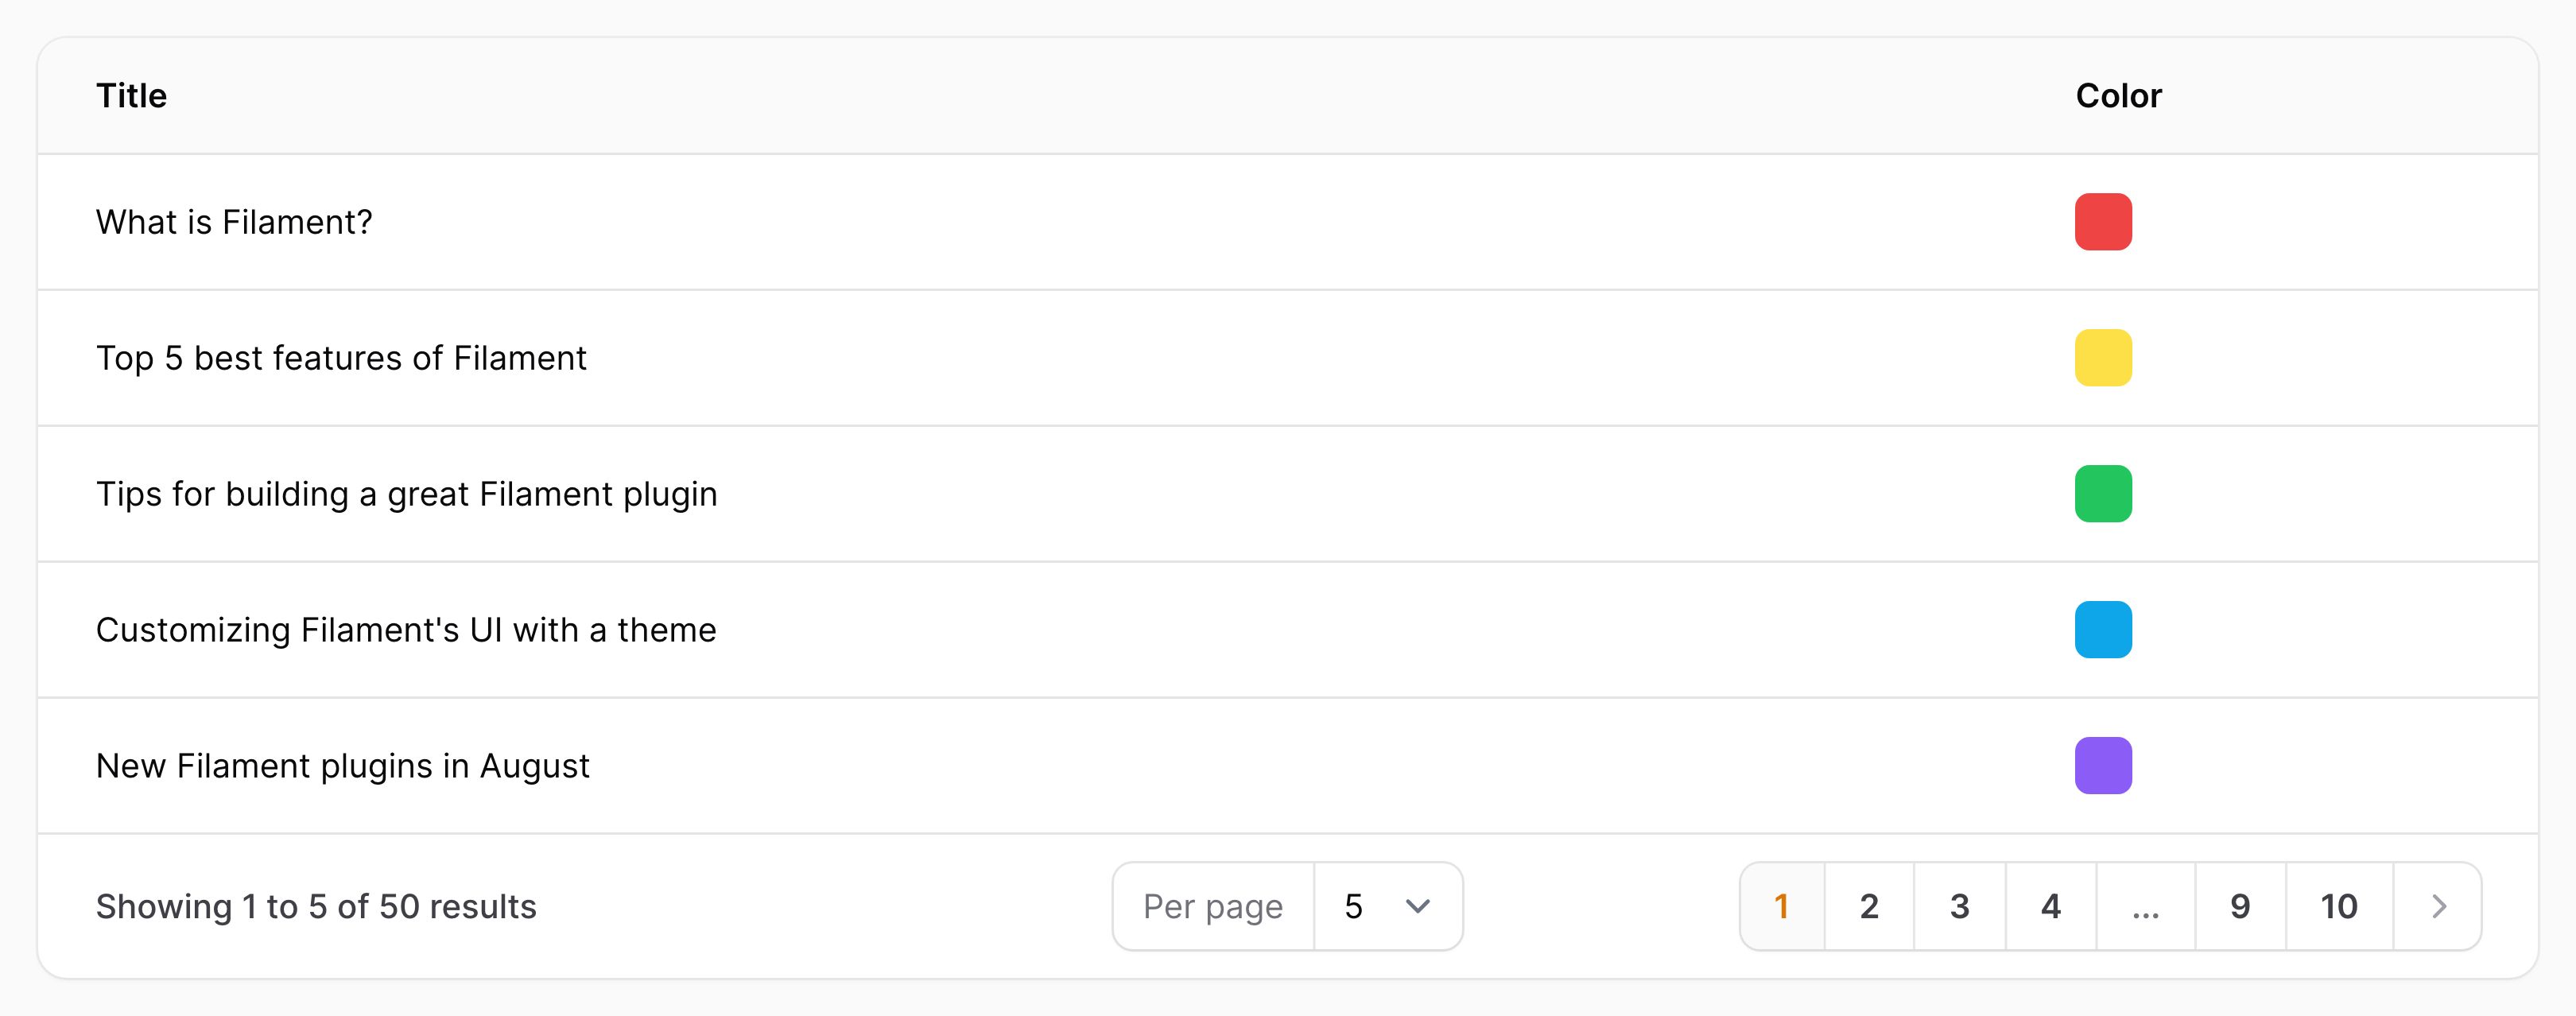 Title Color
What is Filament?
Top 5 best features of Filament
Tips for building a great Filament plugin
Customizing Filament's UI with a theme
New Filament plugins in August
Showing 1 to 5 of 50 results Per page 5 1 2 3 4 ... 9 10